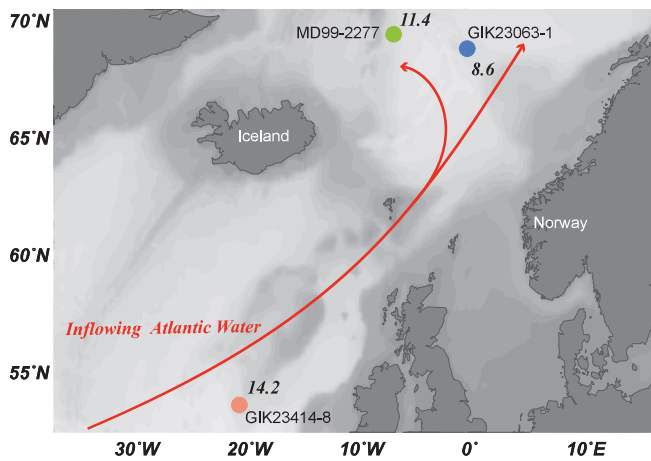 70˚N
MD99-2277
11.4
GIK23063-1
8.6
65˚N
Iceland
60˚N
Norway
Inflowing Atlantic Water
55˚N
14.2
GIK23414-8
30˚W
20˚W
10˚W
0˚
10˚E